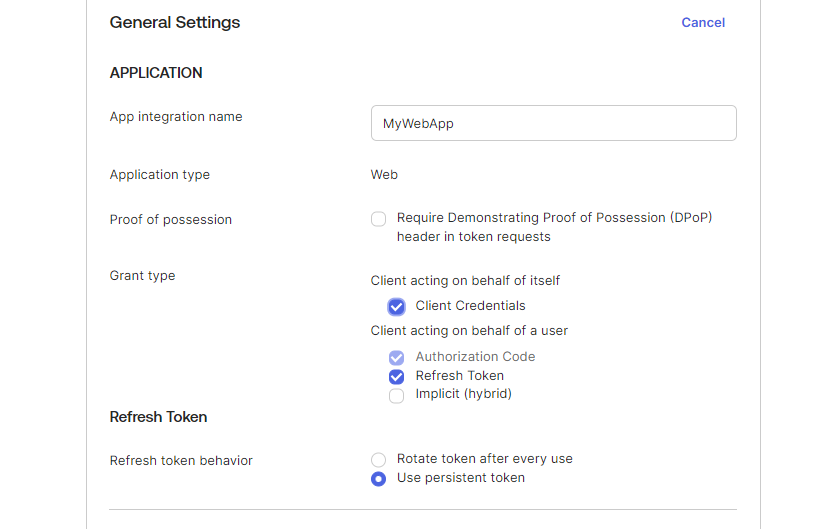 General Settings
Cancel
APPLICATION
App integration name
MyWebApp
Application type
Web
Proof of possession
Require Demonstrating Proof of Possession (DPoP)
header in token requests
Grant type
Client acting on behalf of itself
Client Credentials
Client acting on behalf of a user
Authorization Code
Refresh Token
Implicit (hybrid)
Refresh Token
Refresh token behavior
Rotate token after every use
Use persistent token